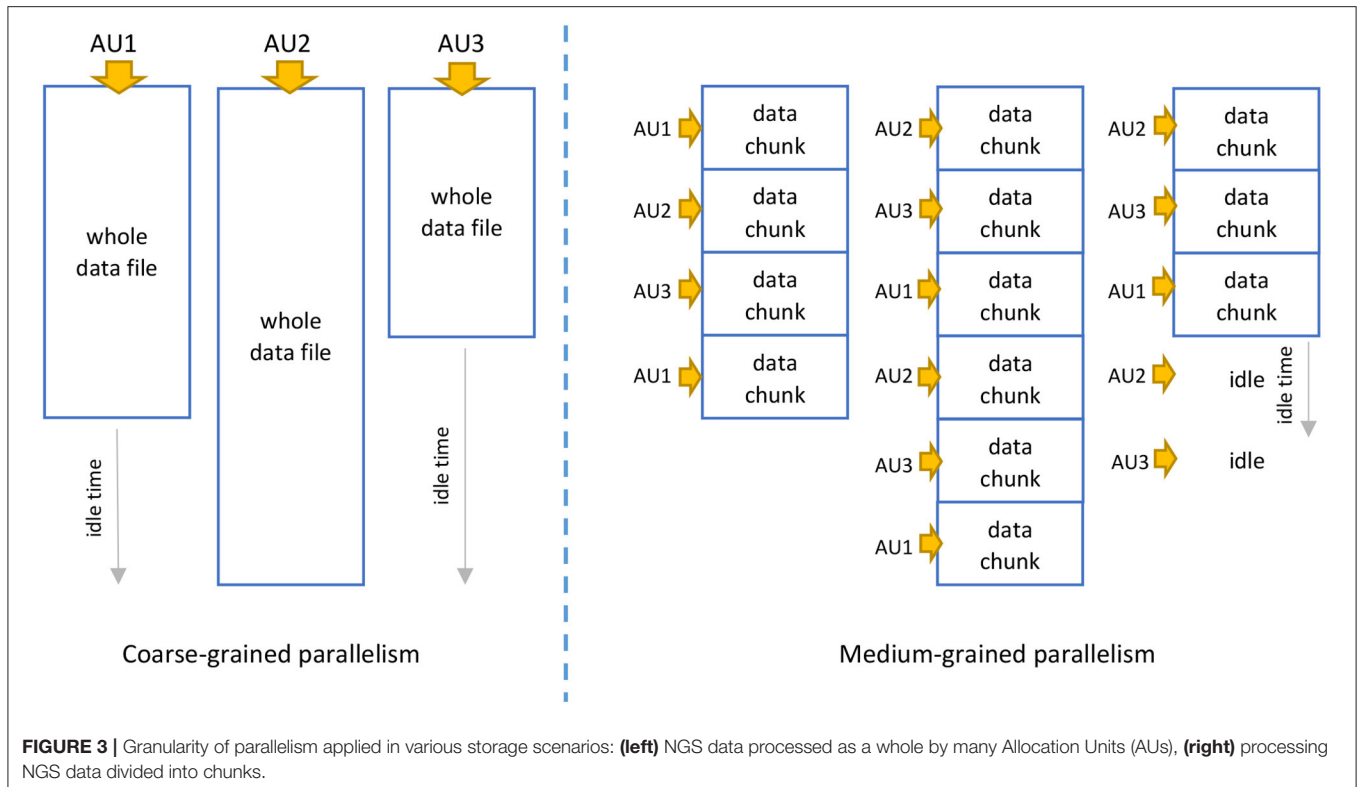 AU1
AU2
AU3
whole
data file
whole
data file
whole
data file
idle time
idle time
Coarse-grained parallelism
AU1
data
chunk
AU2
data
chunk
AU3
data
chunk
AU1
data
chunk
AU2
data
chunk
AU3
data
chunk
AU1
data
chunk
AU2
data
chunk
AU3
data
chunk
AU1
data
chunk
AU2
data
chunk
AU3
data
chunk
AU1
data
chunk
AU2
idle
AU3
idle
idle time
Medium-grained parallelism
FIGURE 3 | Granularity of parallelism applied in various storage scenarios: (left) NGS data processed as a whole by many Allocation Units (AUs), (right) processing
NGS data divided into chunks.